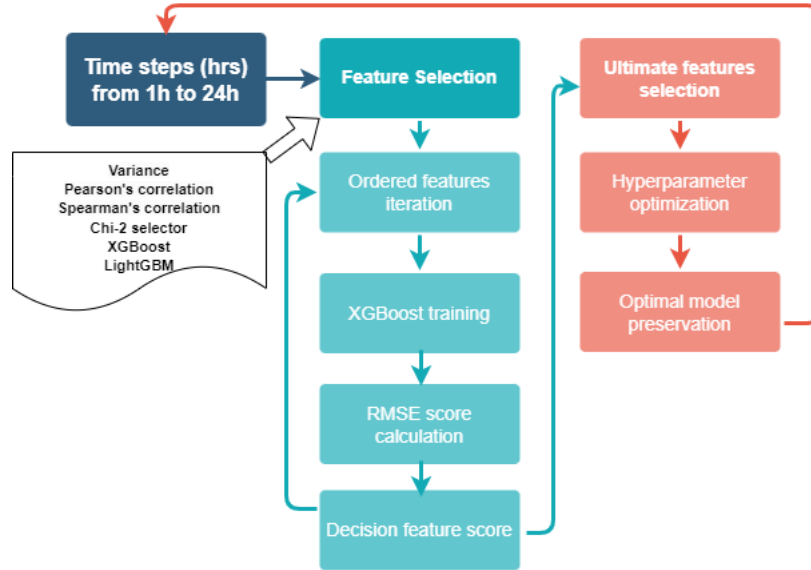 Time steps (hrs)
from 1h to 24h
Feature Selection
Ultimate features
selection
Variance
Pearson's correlation
Spearman's correlation
Chi-2 selector
XGBoost
LightGBM
Ordered features
iteration
XGBoost training
RMSE score
calculation
Decision feature score
Hyperparameter
optimization
Optimal model
preservation